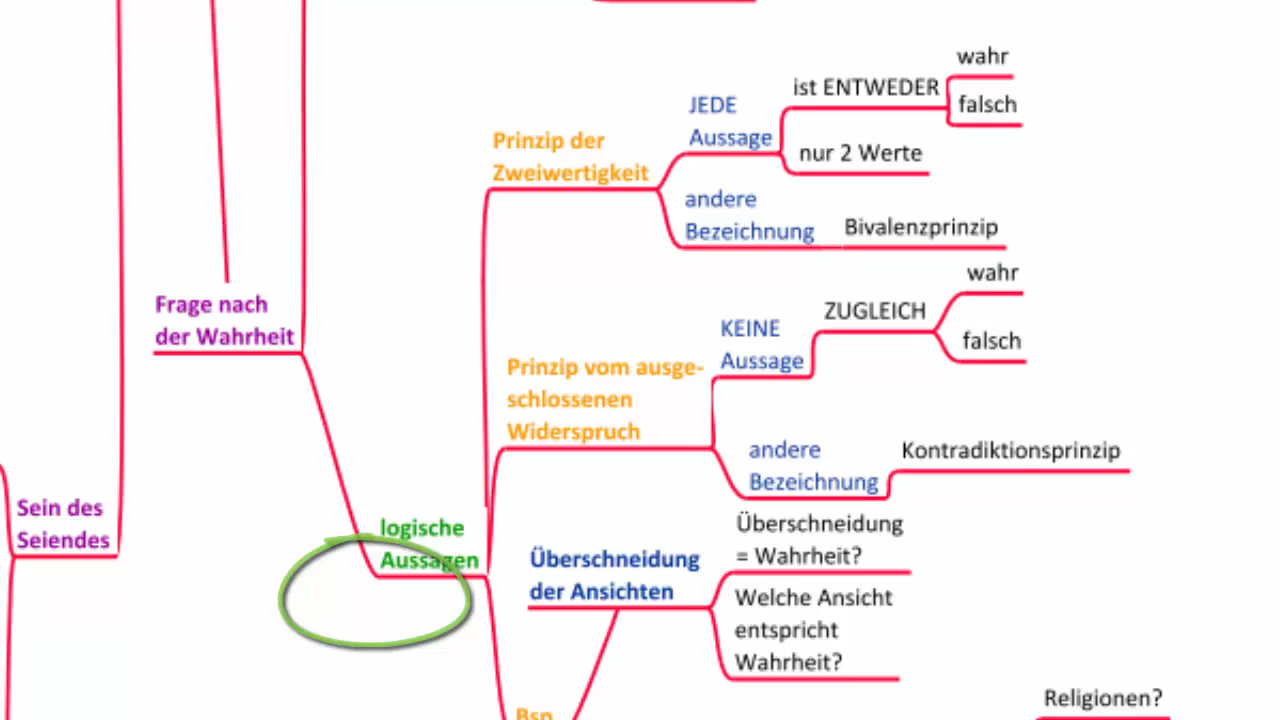 wahr
ist ENTWEDER
falsch
JEDE
Aussage
nur 2 Werte
Prinzip der
Zweiwertigkeit
andere
Bezeichnung
Bivalenzprinzip
wahr
ZUGLEICH
falsch
KEINE
Aussage
Frage nach
der Wahrheit
Prinzip vom ausge-
schlossenen
Widerspruch
andere
Bezeichnung
Kontradiktionsprinzip
Sein des
Seiendes
logische
Aussagen
Überschneidung
der Ansichten
Überschneidung
= Wahrheit?
Welche Ansicht
entspricht
Wahrheit?
Religionen?
Bsp